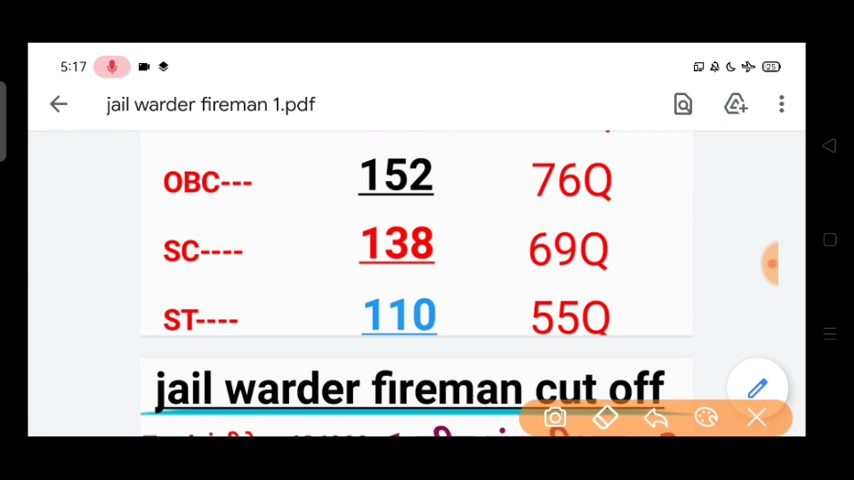 5:17
25
jail warder fireman 1.pdf
OBC--- 152 76Q
SC---- 138 69Q
ST---- 110 55Q
jail warder fireman cut off